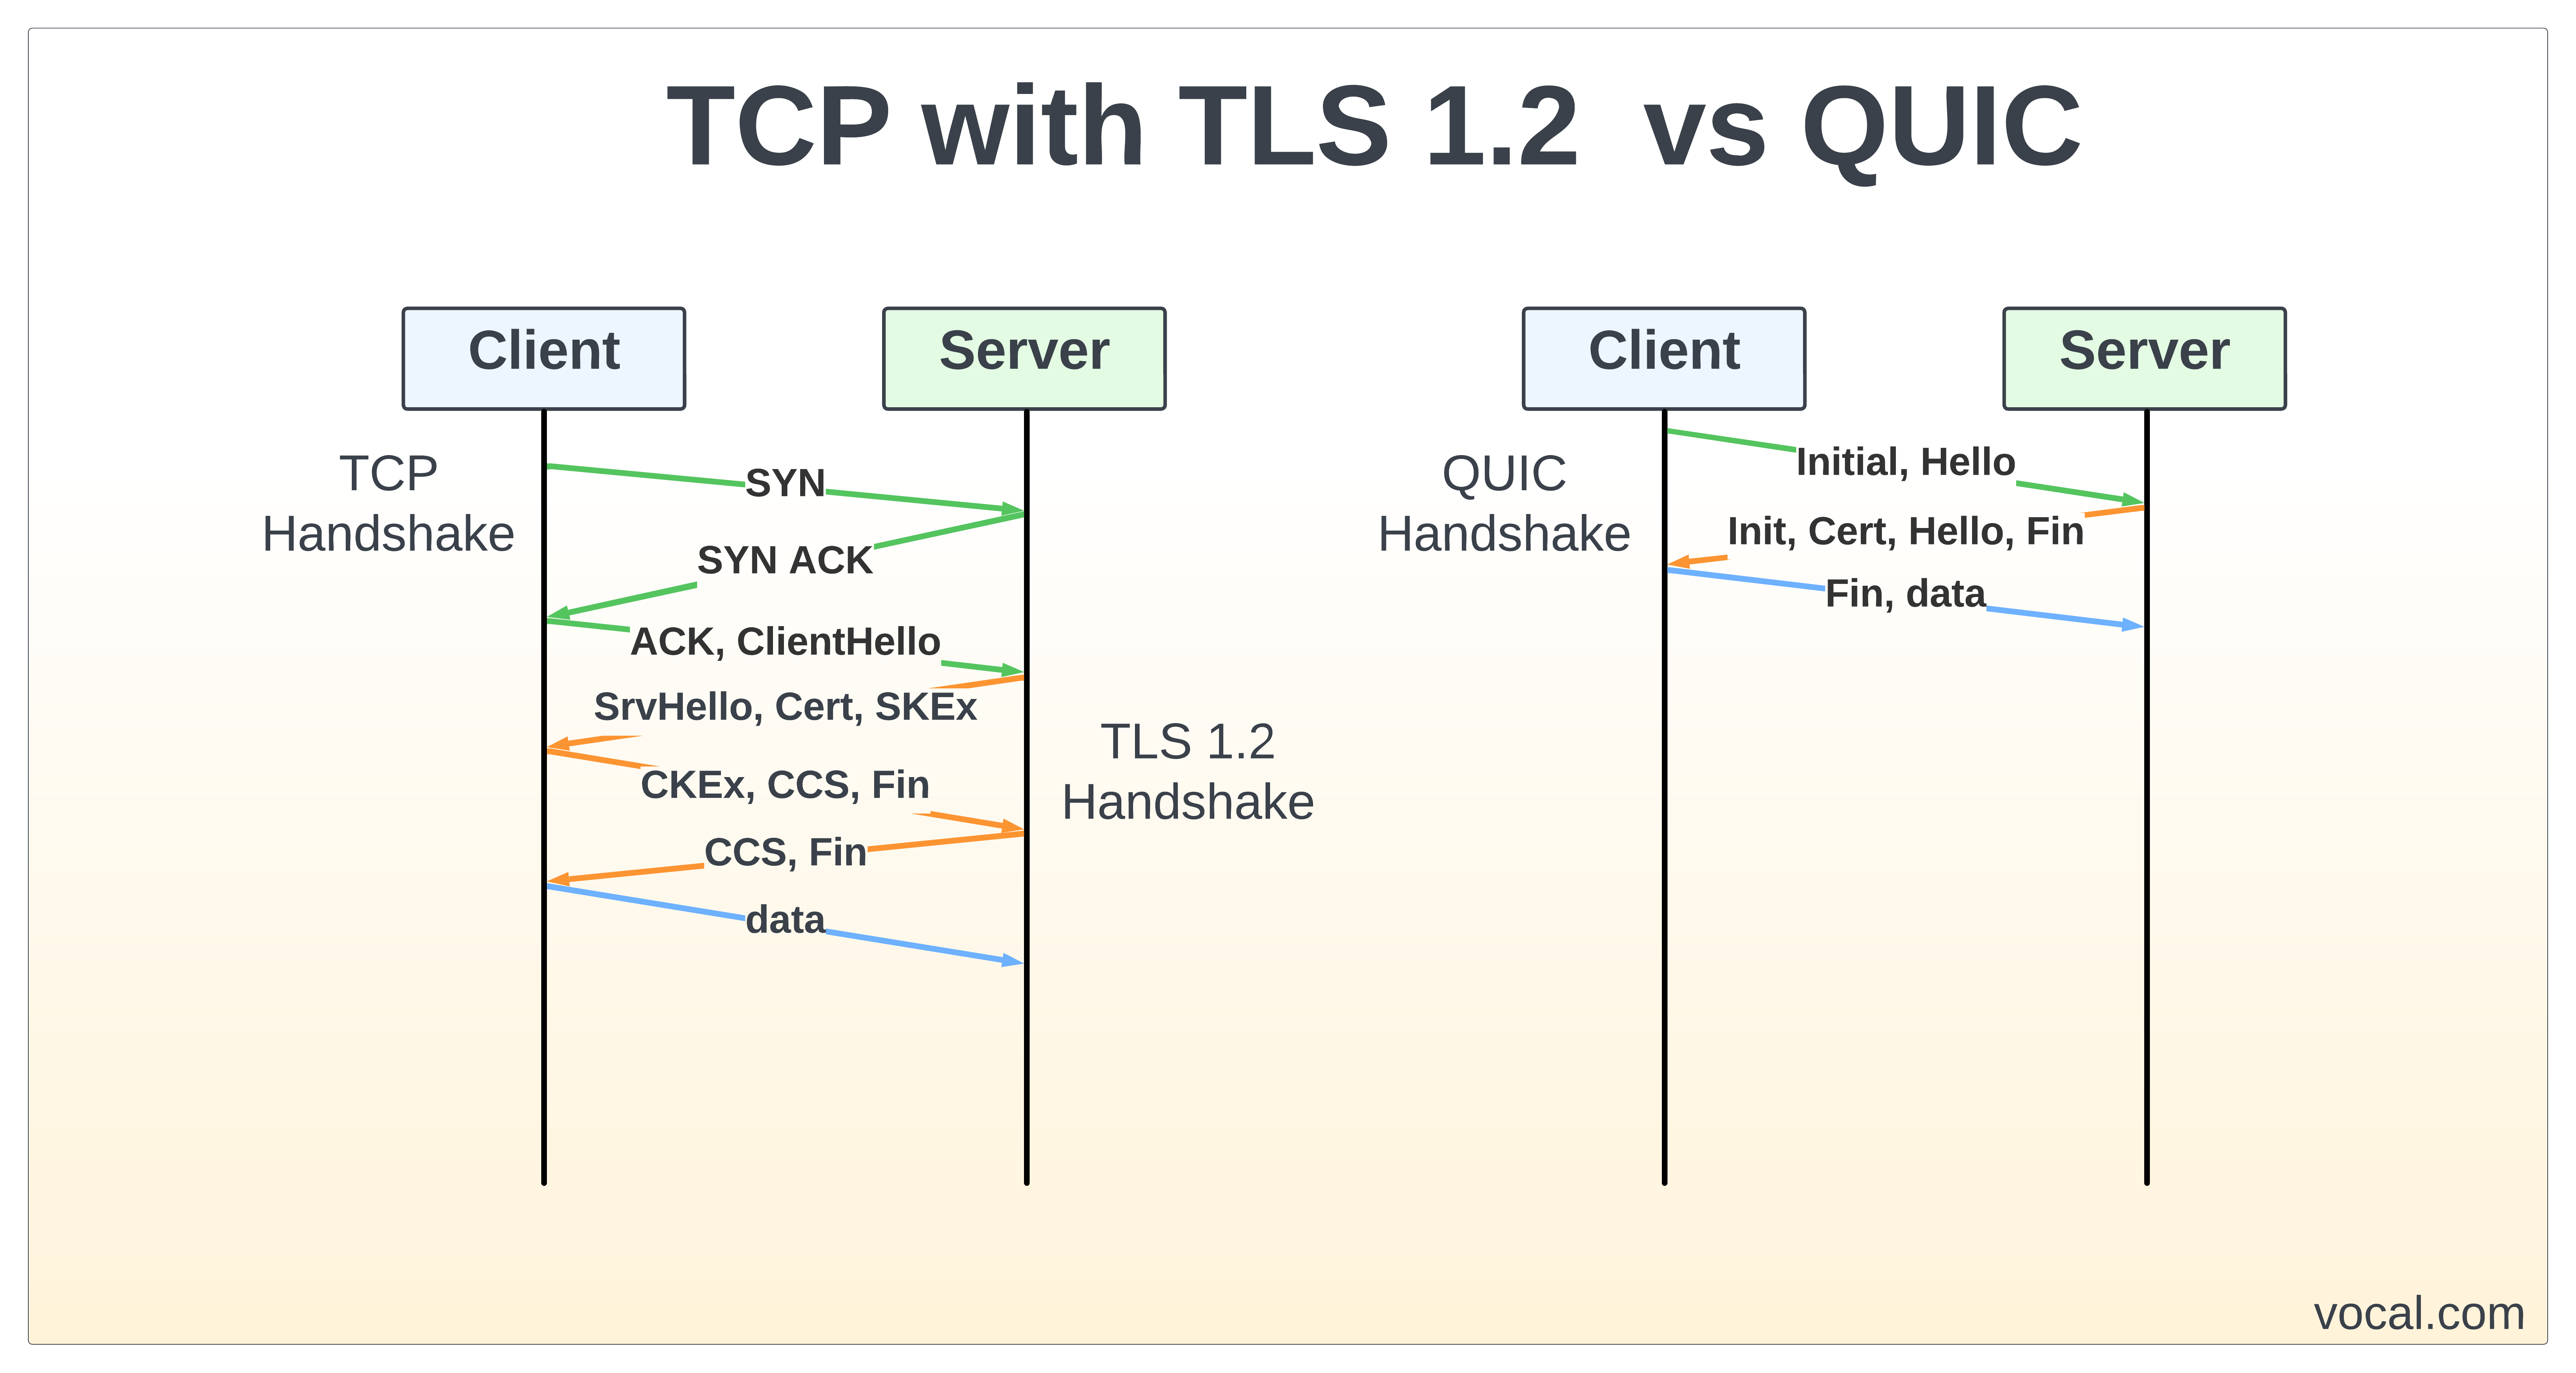 TCP with TLS 1.2 vs QUIC
Client
Server
TCP
Handshake
SYN
SYN ACK
ACK, ClientHello
SrvHello, Cert, SKEx
TLS 1.2
Handshake
CKEx, CCS, Fin
CCS, Fin
data
Client
Server
QUIC
Handshake
Initial, Hello
Init, Cert, Hello, Fin
Fin, data
vocal.com